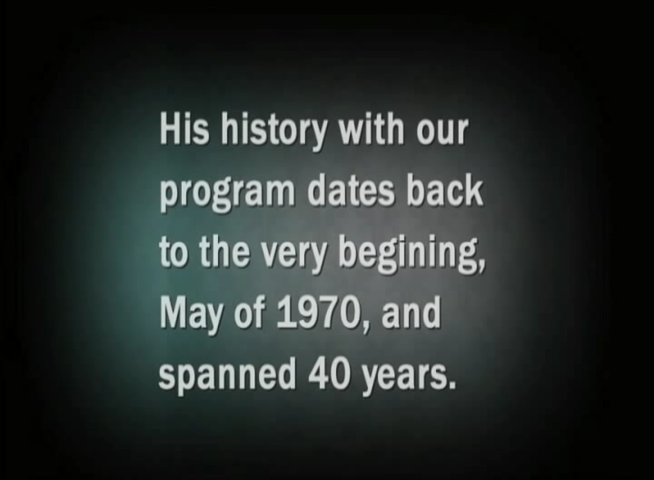 His history with our
program dates back
to the very begining,
May of 1970, and
spanned 40 years.